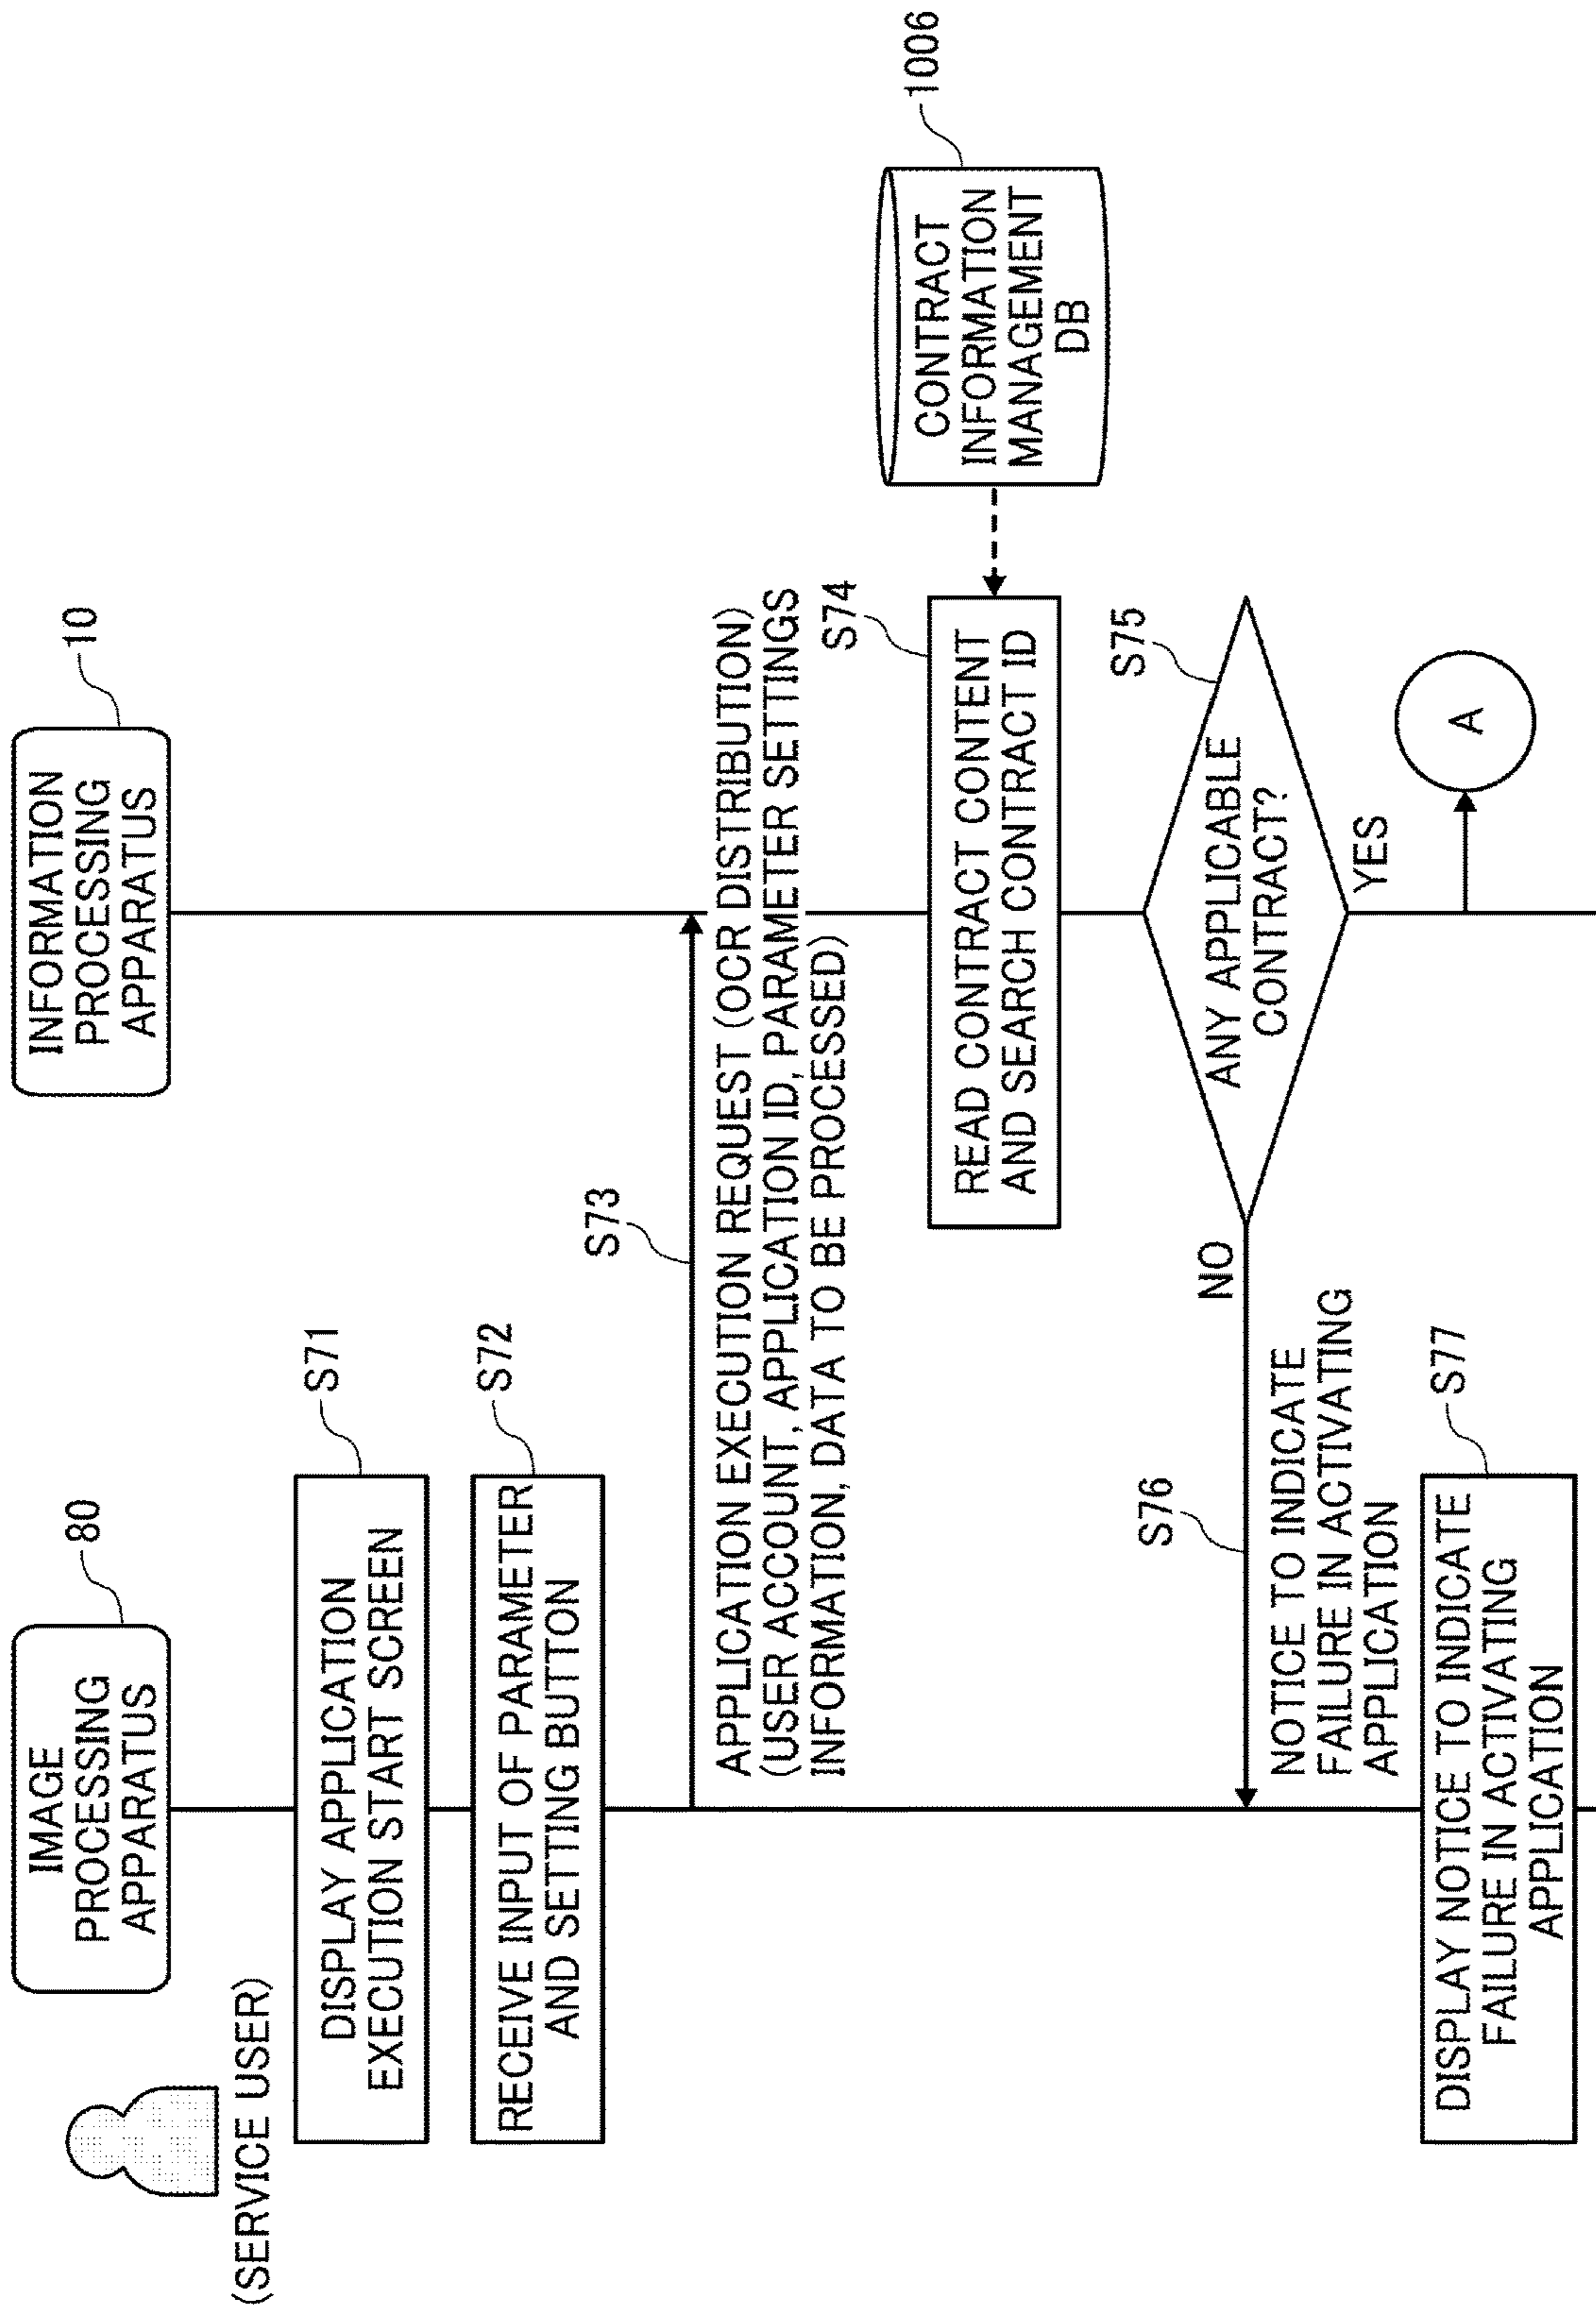 IMAGE
PROCESSING
APPARATUS
80
INFORMATION
PROCESSING
APPARATUS
10
(SERVICE USER)
DISPLAY APPLICATION
EXECUTION START SCREEN
S71
RECEIVE INPUT OF PARAMETER
AND SETTING BUTTON
S72
S73
APPLICATION EXECUTION REQUEST (OCR DISTRIBUTION)
(USER ACCOUNT, APPLICATION ID, PARAMETER SETTINGS
INFORMATION, DATA TO BE PROCESSED)
S74
READ CONTRACT CONTENT
AND SEARCH CONTRACT ID
1006
CONTRACT
INFORMATION
MANAGEMENT
DB
S75
ANY APPLICABLE
CONTRACT?
NO
YES
S76
NOTICE TO INDICATE
FAILURE IN ACTIVATING
APPLICATION
A
DISPLAY NOTICE TO INDICATE
FAILURE IN ACTIVATING
APPLICATION
S77